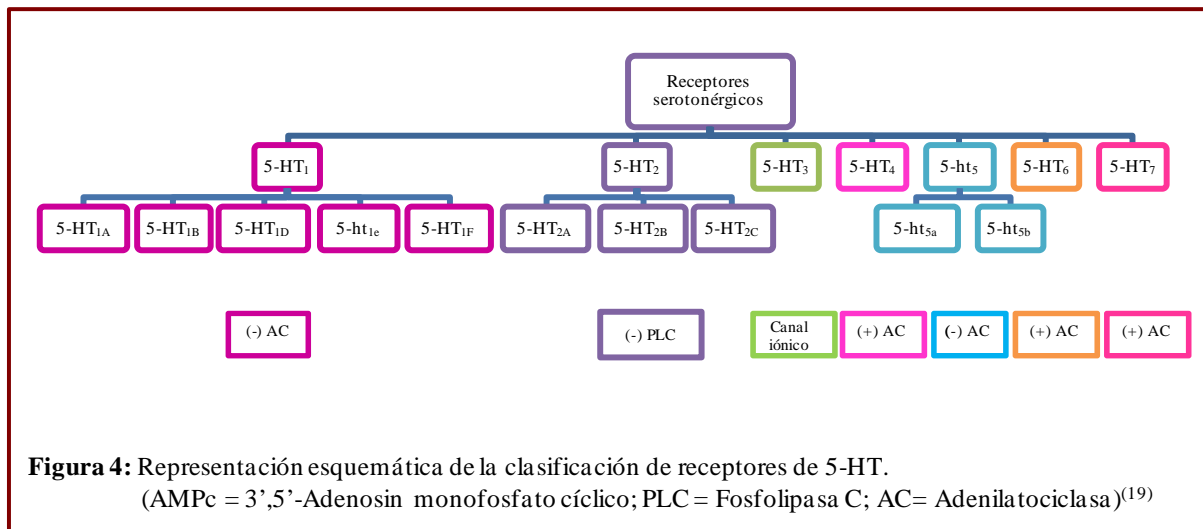 Receptores
serotonérgicos
5-HT₁ 5-HT₂ 5-HT₃ 5-HT₄ 5-ht₅ 5-HT₆ 5-HT₇
5-HT₁A 5-HT₁B 5-HT₁D 5-ht₁e 5-HT₁F 5-HT₂A 5-HT₂B 5-HT₂C 5-ht₅a 5-ht₅b
(-) AC (-) PLC Canal iónico (+) AC (-) AC (+) AC (+) AC
Figura 4: Representación esquemática de la clasificación de receptores de 5-HT.
(AMPc = 3’,5’-Adenosin monofosfato cíclico; PLC = Fosfolipasa C; AC= Adenilatociclasa)⁽¹⁹⁾